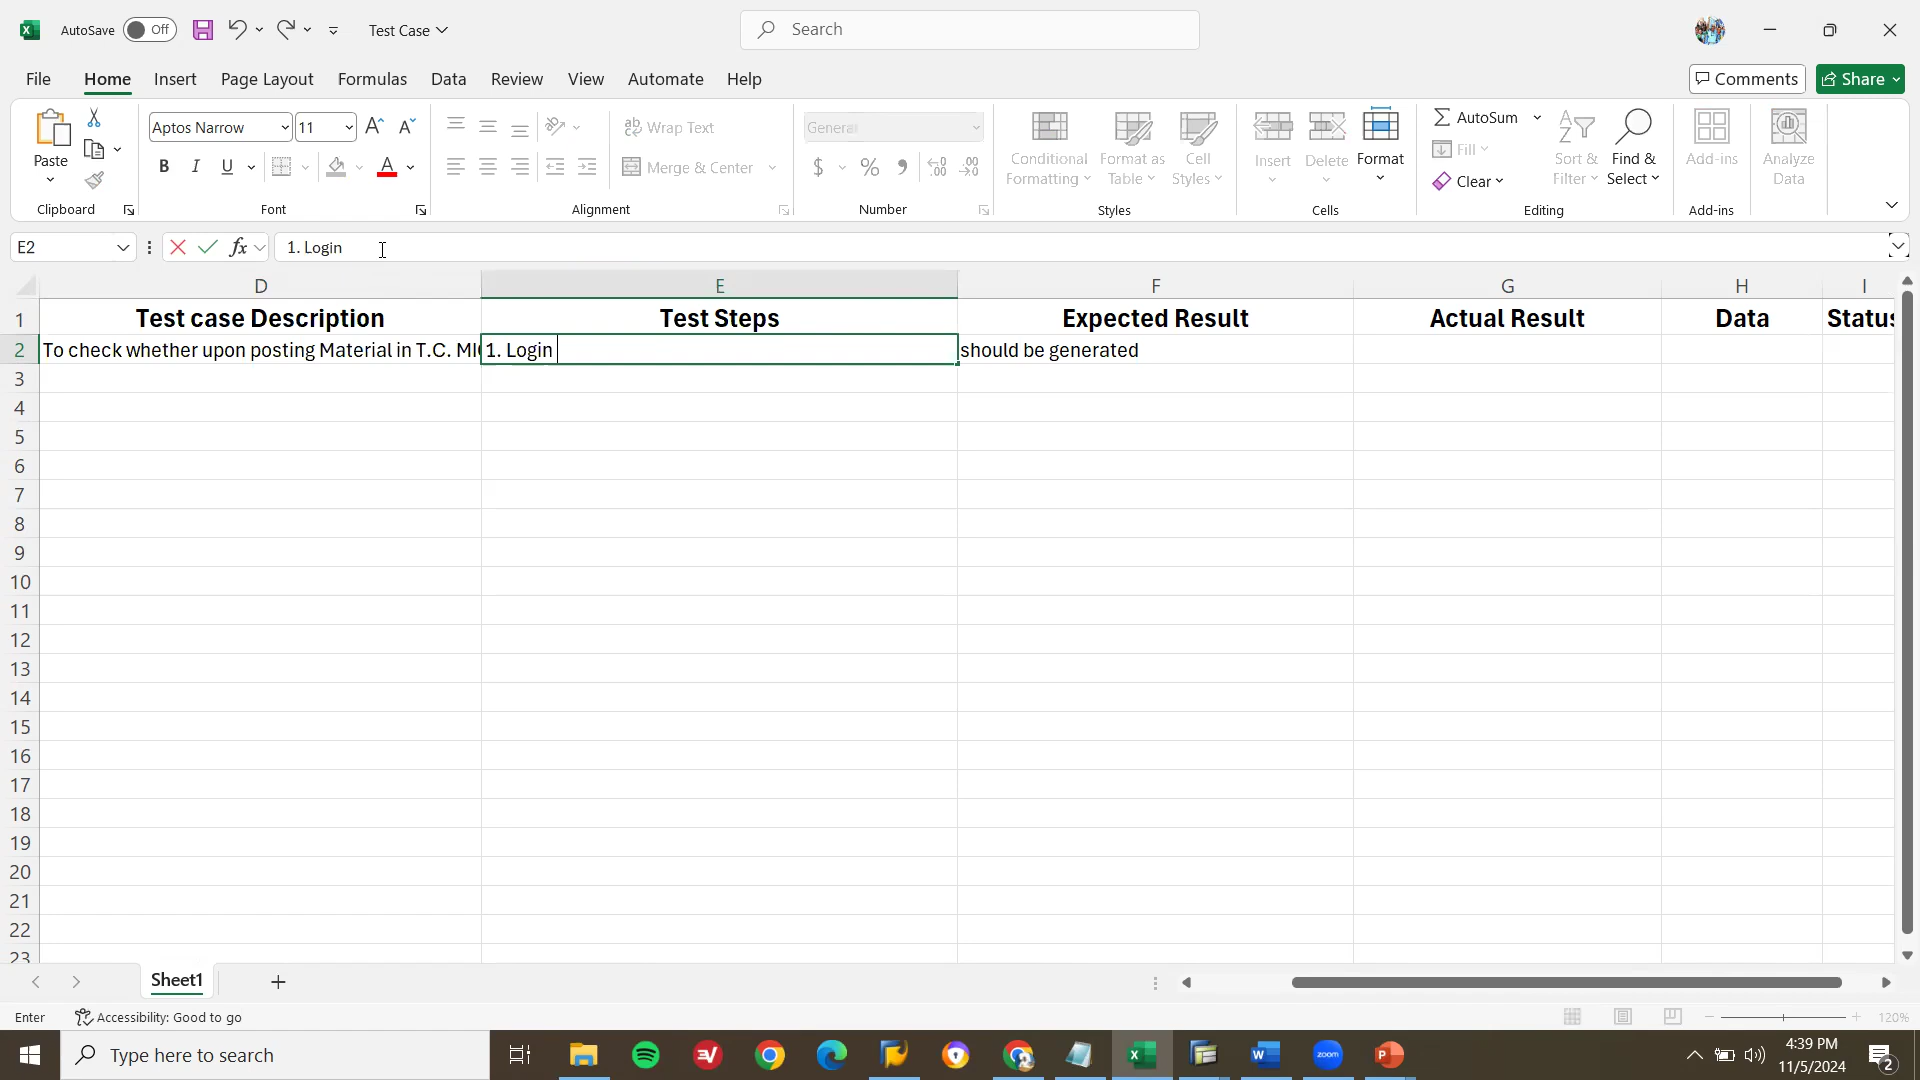 AutoSave Off Test Case Search
File Home Insert Page Layout Formulas Data Review View Automate Help Comments Share
Aptos Narrow 11 Wrap Text General AutoSum
Paste B I U A Merge & Center $ % Conditional Formatting Format as Table Cell Styles Insert Delete Format Fill Clear Sort & Filter Find & Select Add-ins Analyze Data
Clipboard Font Alignment Number Styles Cells Editing Add-ins
E2 fx 1. Login
D E F G H I
1 Test case Description Test Steps Expected Result Actual Result Data
2 To check whether upon posting Material in T.C. 1. Login should be generated
3
4
5
6
7
8
9
10
11
12
13
14
15
16
17
18
19
20
21
22
23
Sheet1
Enter Accessibility: Good to go 120%
Type here to search zoom 4:39 PM
11/5/2024 2